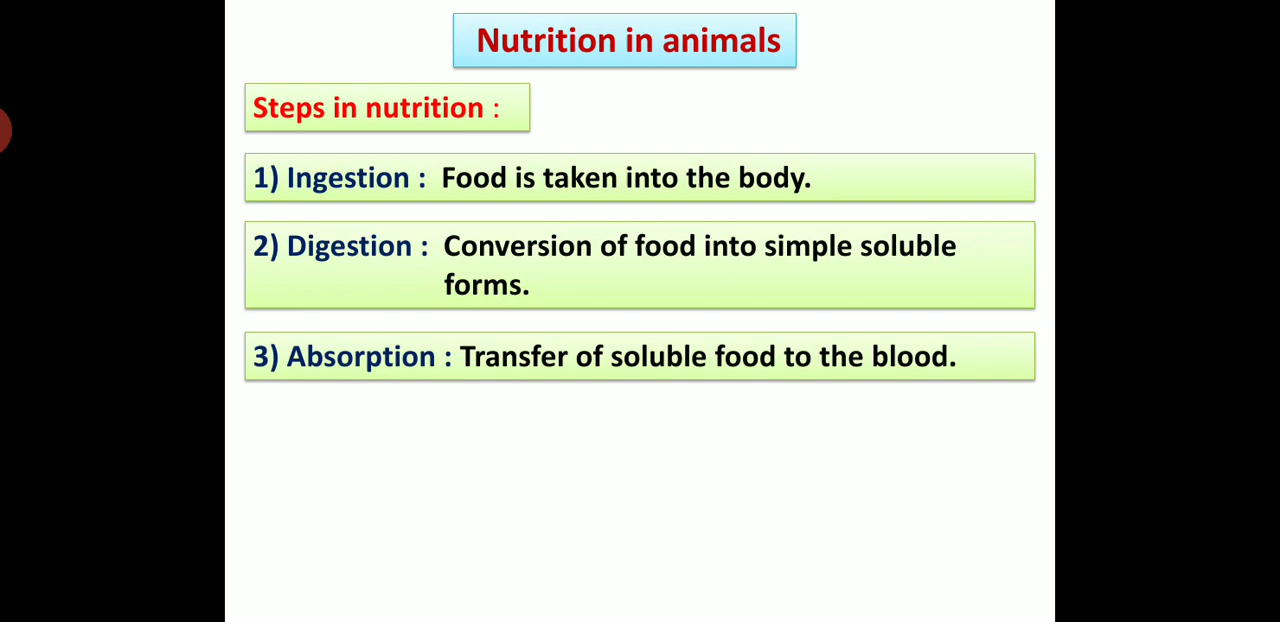 Nutrition in animals
Steps in nutrition :
1) Ingestion : Food is taken into the body.
2) Digestion : Conversion of food into simple soluble
forms.
3) Absorption : Transfer of soluble food to the blood.